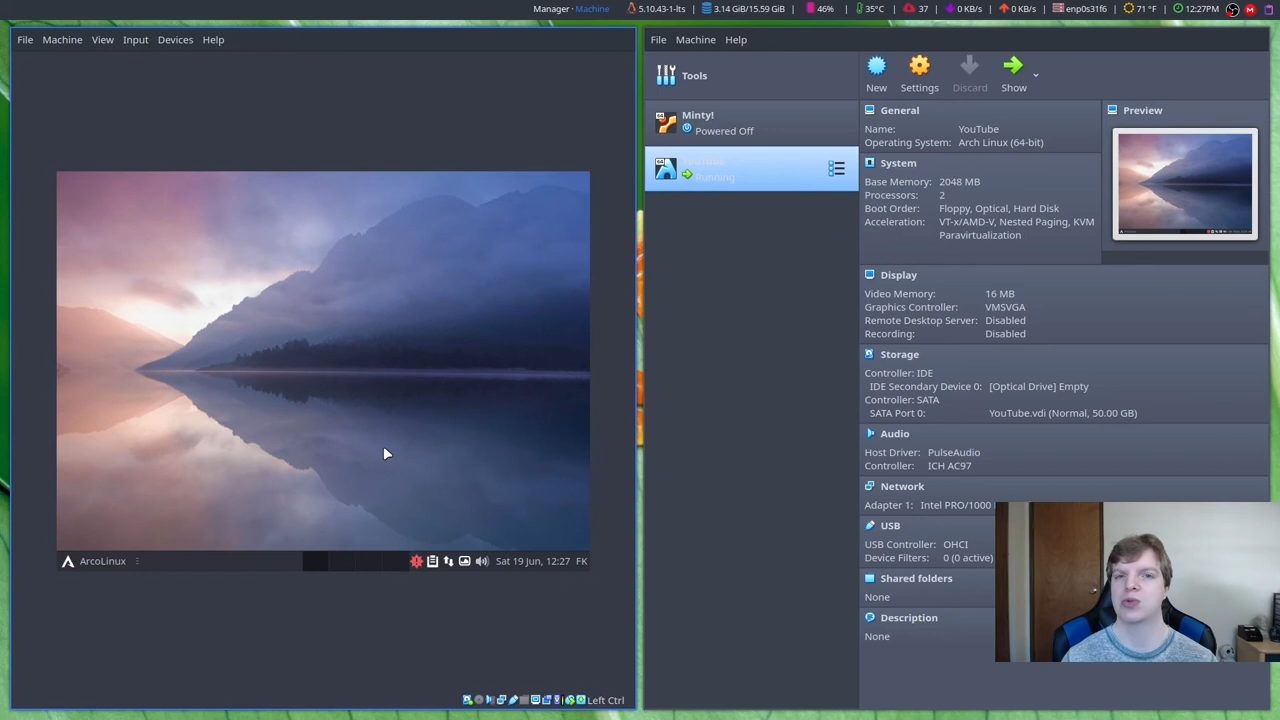 Manager · Machine 5.10.43-1-lts 3.14 GiB/15.59 GiB 46% 35°C 37 0 KB/s 0 KB/s enp0s31f6 71 °F 12:27PM M
File Machine View Input Devices Help
ArcoLinux
Sat 19 Jun, 12:27 FK
Left Ctrl
File Machine Help
Tools
Minty!
Powered Off
YouTube
Running
New Settings Discard Show
General
Name: YouTube
Operating System: Arch Linux (64-bit)
Preview
System
Base Memory: 2048 MB
Processors: 2
Boot Order: Floppy, Optical, Hard Disk
Acceleration: VT-x/AMD-V, Nested Paging, KVM
Paravirtualization
Display
Video Memory: 16 MB
Graphics Controller: VMSVGA
Remote Desktop Server: Disabled
Recording: Disabled
Storage
Controller: IDE
IDE Secondary Device 0: [Optical Drive] Empty
Controller: SATA
SATA Port 0: YouTube.vdi (Normal, 50.00 GB)
Audio
Host Driver: PulseAudio
Controller: ICH AC97
Network
Adapter 1: Intel PRO/1000
USB
USB Controller: OHCI
Device Filters: 0 (0 active)
Shared folders
None
Description
None